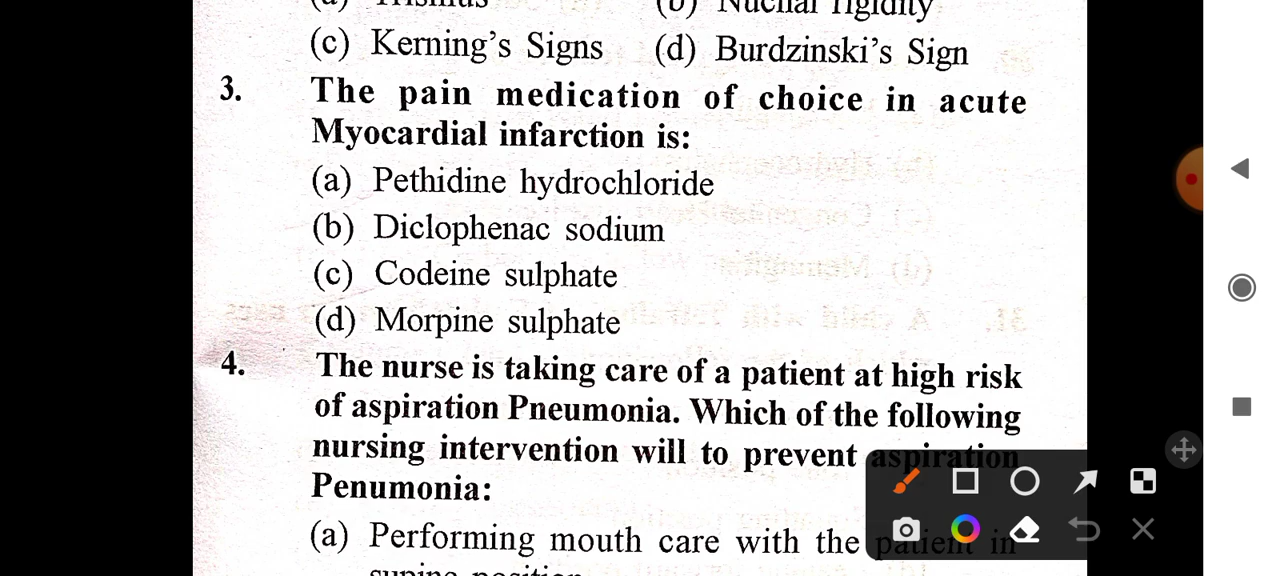 (c) Kerning's Signs (d) Burdzinski's Sign
3. The pain medication of choice in acute
Myocardial infarction is:
(a) Pethidine hydrochloride
(b) Diclophenac sodium
(c) Codeine sulphate
(d) Morpine sulphate
4. The nurse is taking care of a patient at high risk
of aspiration Pneumonia. Which of the following
nursing intervention will to prevent aspiration
Penumonia:
(a) Performing mouth care with the patient in